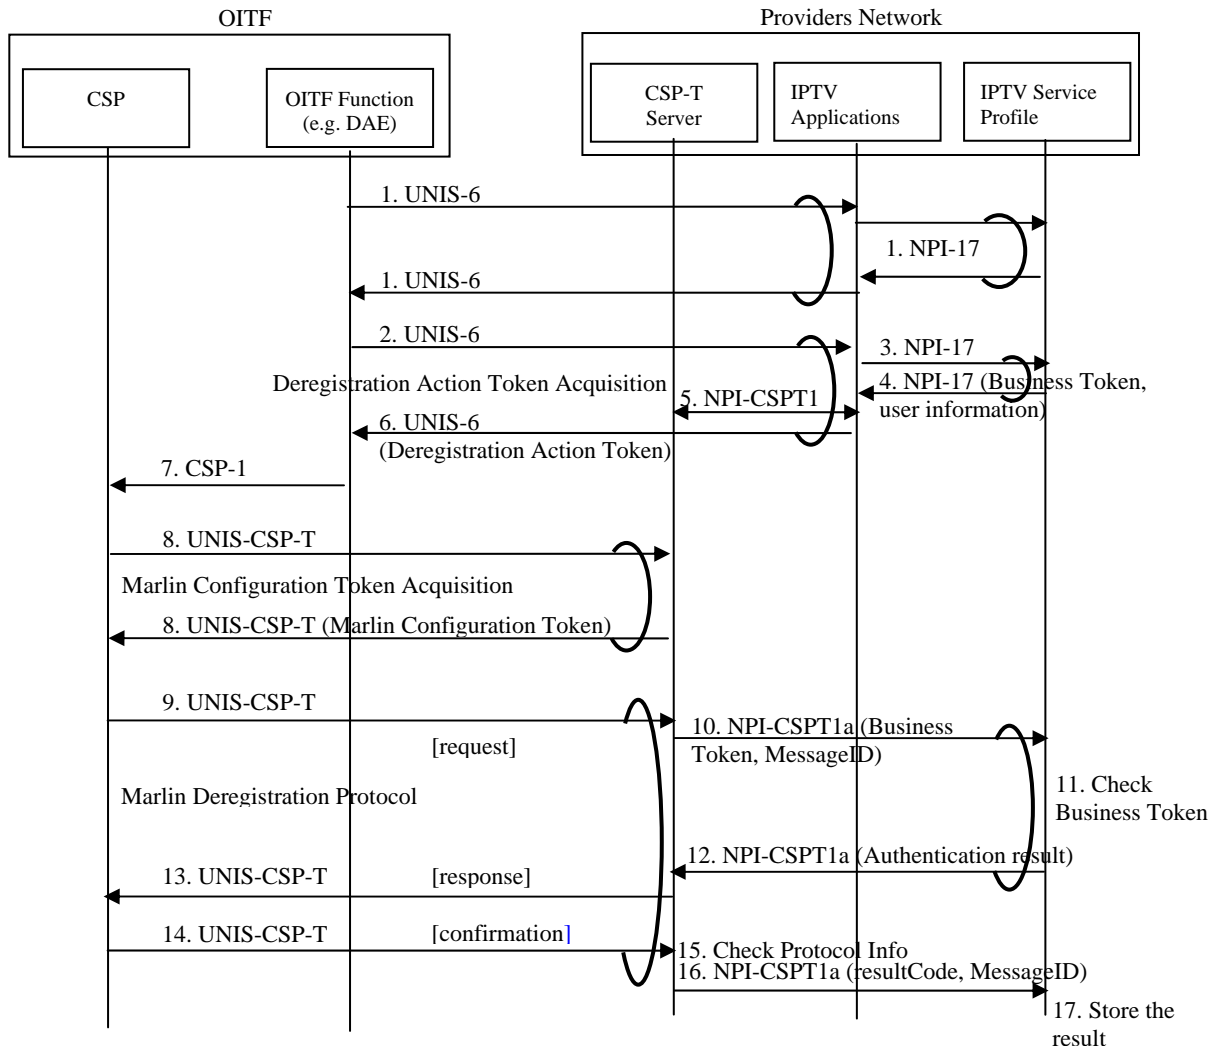 OITF
Providers Network
CSP
OITF Function
(e.g. DAE)
CSP-T
Server
IPTV
Applications
IPTV Service
Profile
1. UNIS-6
1. NPI-17
1. UNIS-6
2. UNIS-6
3. NPI-17
Deregistration Action Token Acquisition
4. NPI-17 (Business Token,
user information)
5. NPI-CSPT1
6. UNIS-6
(Deregistration Action Token)
7. CSP-1
8. UNIS-CSP-T
Marlin Configuration Token Acquisition
8. UNIS-CSP-T (Marlin Configuration Token)
9. UNIS-CSP-T
[request]
10. NPI-CSPT1a (Business
Token, MessageID)
11. Check
Business Token
Marlin Deregistration Protocol
12. NPI-CSPT1a (Authentication result)
13. UNIS-CSP-T
[response]
14. UNIS-CSP-T
[confirmation]
15. Check Protocol Info
16. NPI-CSPT1a (resultCode, MessageID)
17. Store the
result